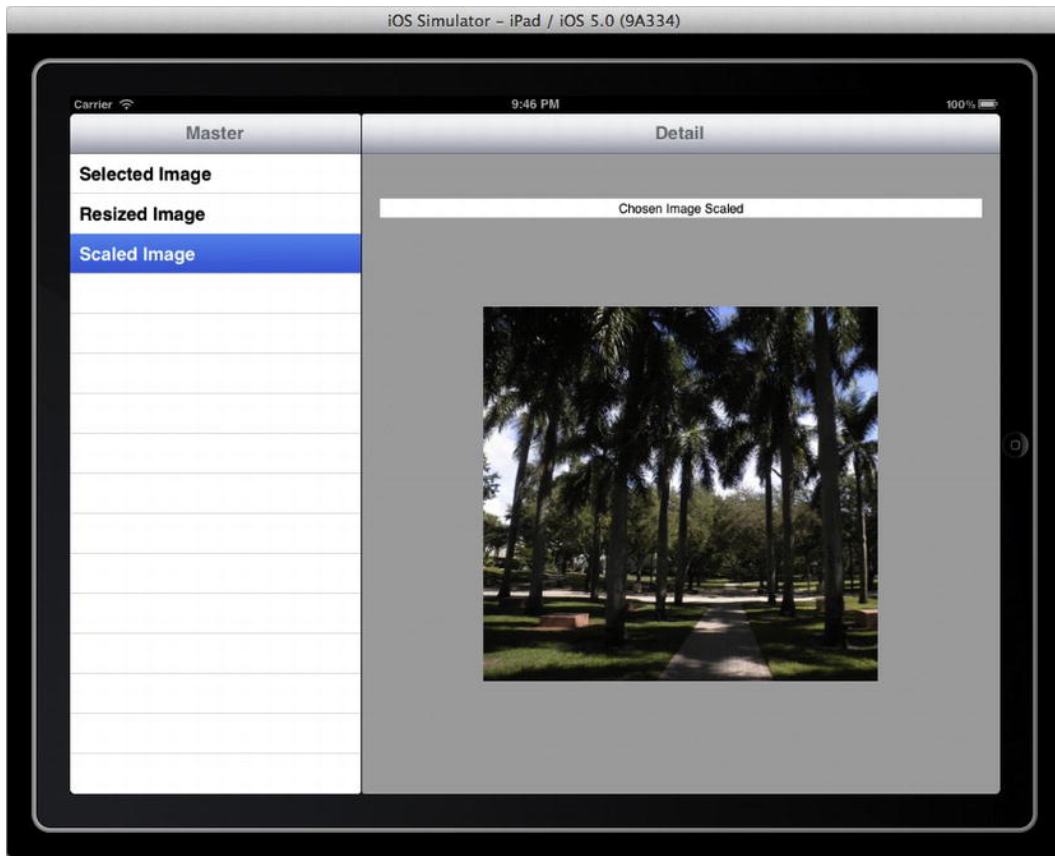 iOS Simulator – iPad / iOS 5.0 (9A334)
Carrier 9:46 PM 100%
Master Detail
Selected Image
Resized Image
Scaled Image
Chosen Image Scaled